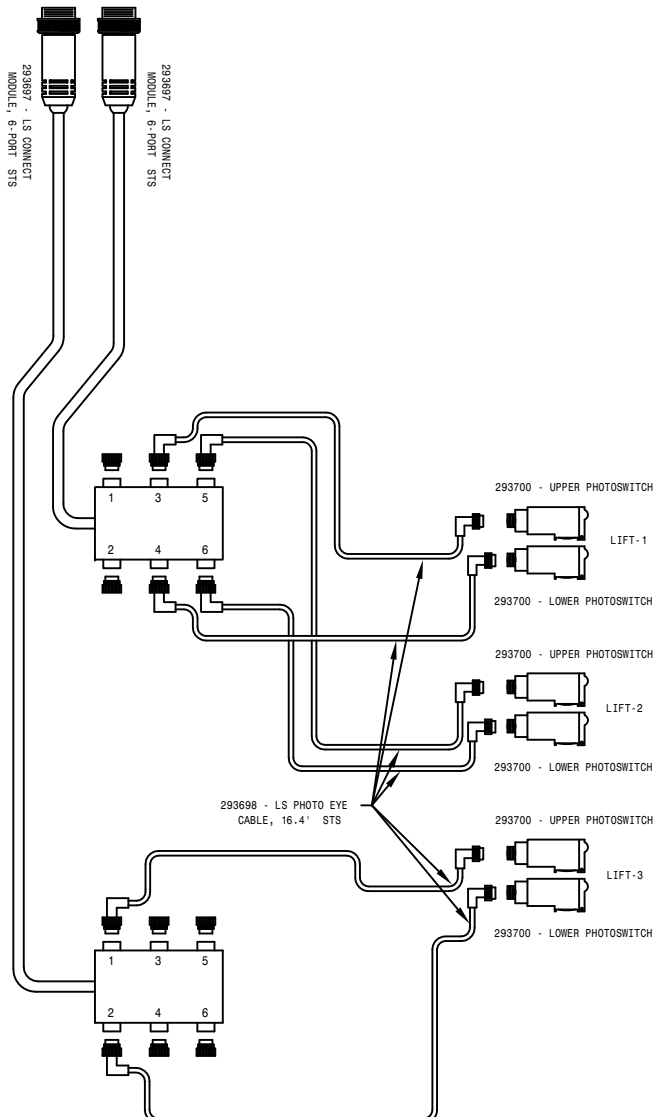 293697 - LS CONNECT
MODULE, 6-PORT STS
293697 - LS CONNECT
MODULE, 6-PORT STS
1 3 5
2 4 6
293700 - UPPER PHOTOSWITCH
LIFT-1
293700 - LOWER PHOTOSWITCH
293700 - UPPER PHOTOSWITCH
LIFT-2
293700 - LOWER PHOTOSWITCH
293698 - LS PHOTO EYE
CABLE, 16.4' STS
293700 - UPPER PHOTOSWITCH
LIFT-3
293700 - LOWER PHOTOSWITCH
1 3 5
2 4 6